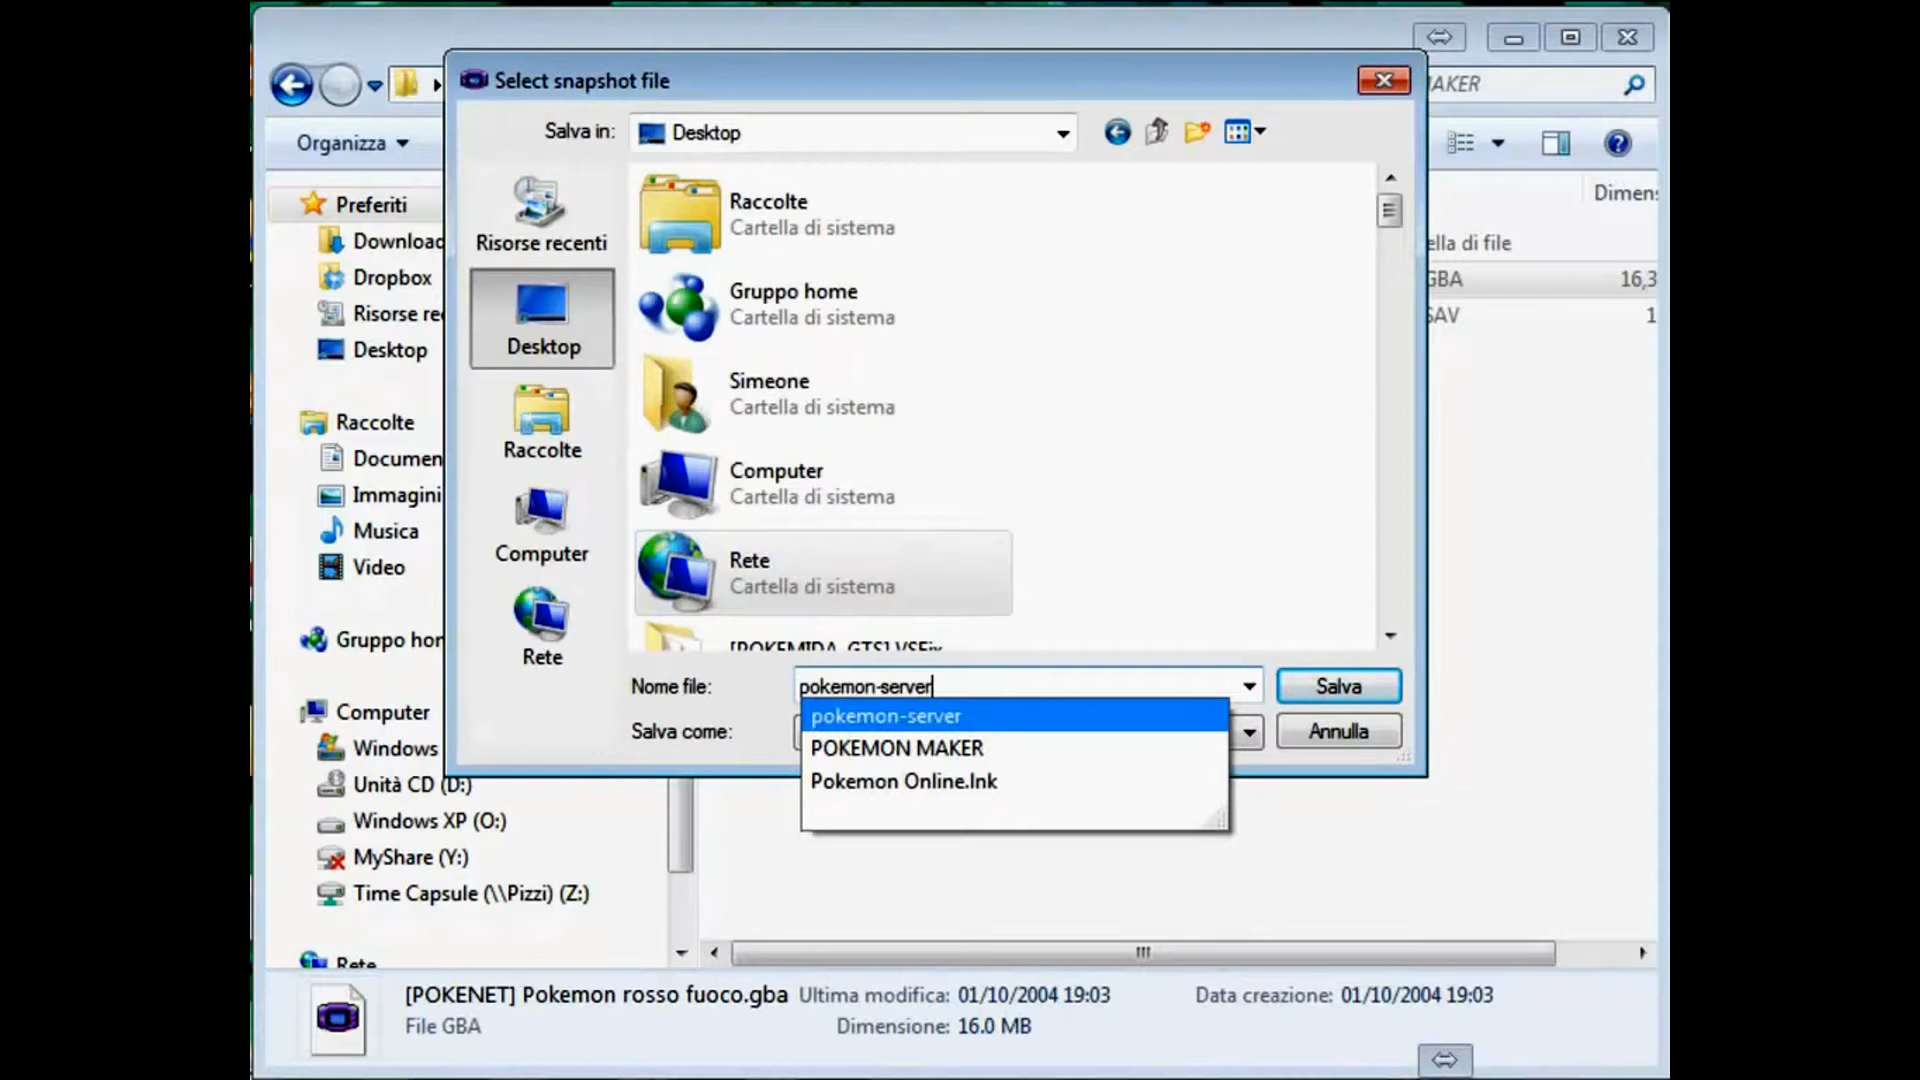 Select snapshot file
AKER
Organizza
Salva in:
Desktop
Dimens
Preferiti
Download
Dropbox
Risorse re
Desktop
Raccolte
Documen
Immagini
Musica
Video
Gruppo hor
Computer
Windows
Unità CD (D:)
Windows XP (O:)
MyShare (Y:)
Time Capsule (\\Pizzi) (Z:)
Rete
Risorse recenti
Desktop
Raccolte
Computer
Rete
Raccolte
Cartella di sistema
Gruppo home
Cartella di sistema
Simeone
Cartella di sistema
Computer
Cartella di sistema
Rete
Cartella di sistema
[POKEMIDA GTS]
ella di file
GBA 16,3
SAV 1
Nome file: pokemon-server Salva
Salva come: Annulla
pokemon-server
POKEMON MAKER
Pokemon Online.lnk
[POKENET] Pokemon rosso fuoco.gba Ultima modifica: 01/10/2004 19:03 Data creazione: 01/10/2004 19:03
File GBA Dimensione: 16.0 MB